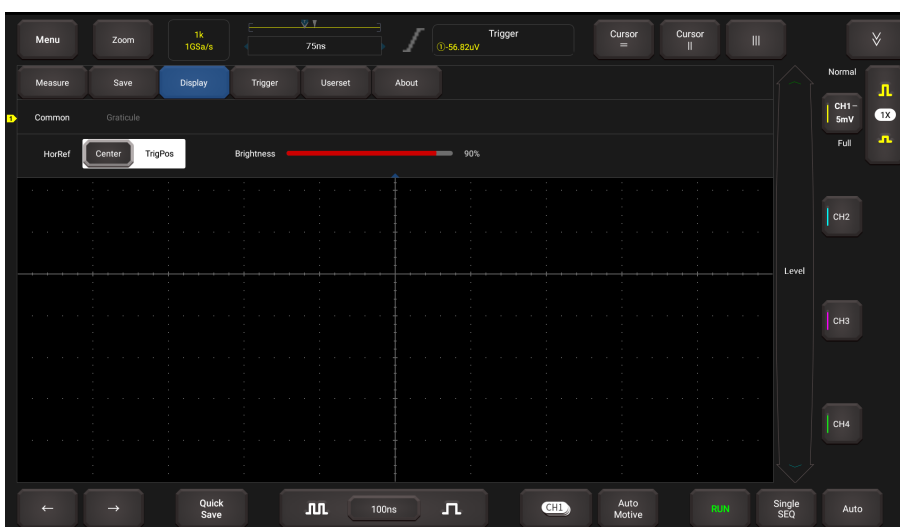 Menu
Zoom
1k
1GSa/s
75ns
Trigger
①-56.82uV
Cursor
=
Cursor
||
|||
Measure
Save
Display
Trigger
Userset
About
Normal
CH1~
5mV
1X
Full
1
Common
Graticule
HorRef
Center
TrigPos
Brightness
90%
CH2
Level
CH3
CH4
←
→
Quick
Save
100ns
CH1
Auto
Motive
RUN
Single
SEQ
Auto